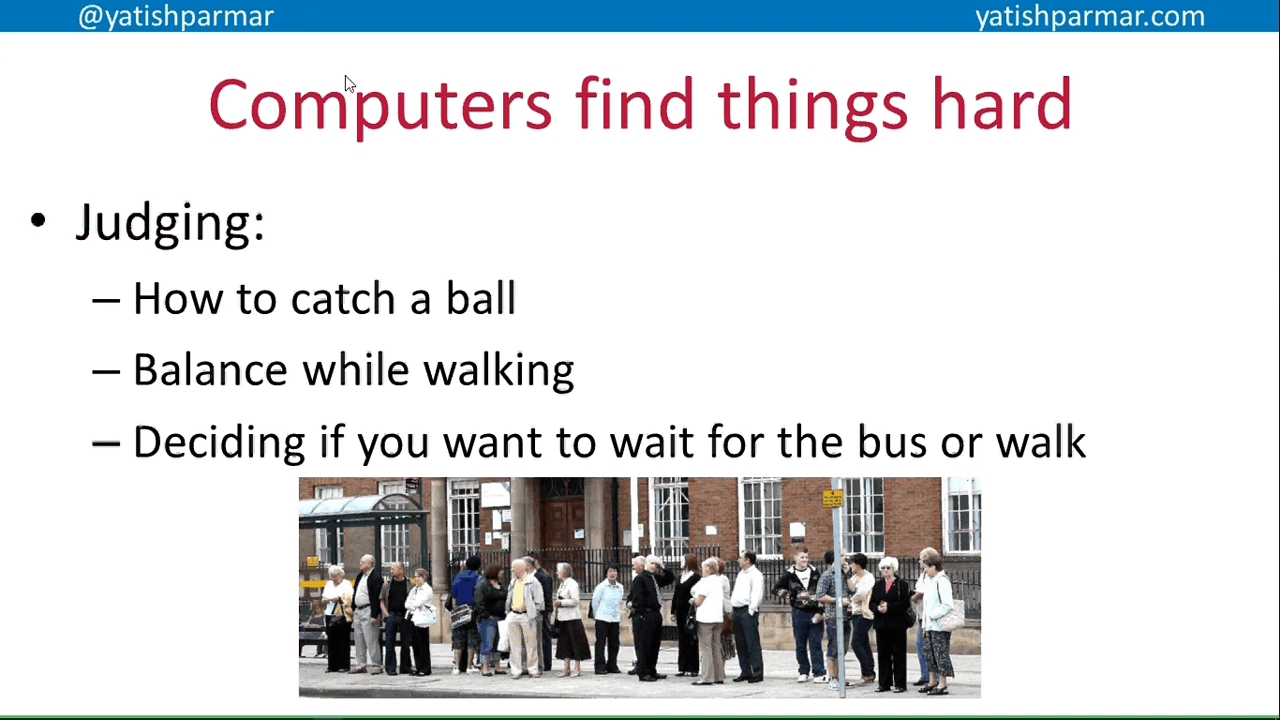 @yatishparmar
yatishparmar.com
Computers find things hard
• Judging:
– How to catch a ball
– Balance while walking
– Deciding if you want to wait for the bus or walk